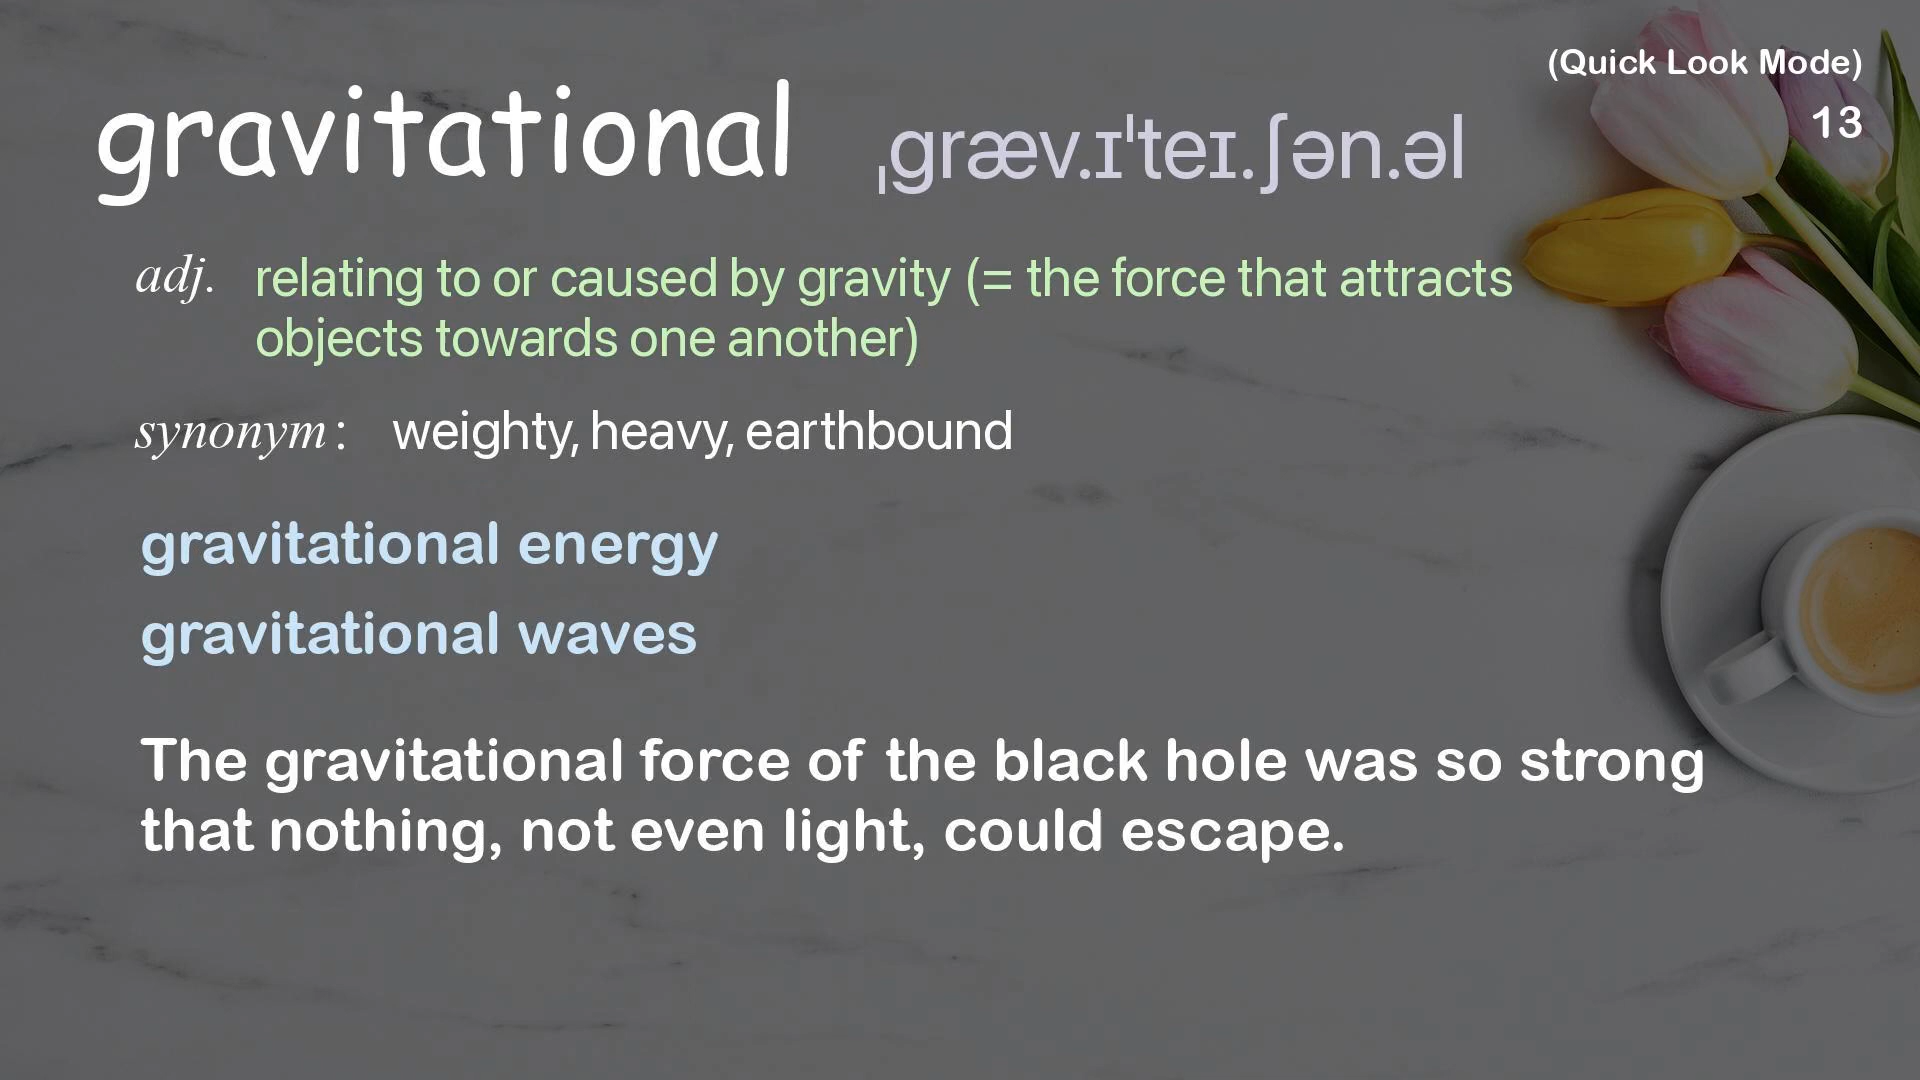 (Quick Look Mode)
13
gravitational ˌɡræv.ɪˈteɪ.ʃən.əl
adj. relating to or caused by gravity (= the force that attracts
objects towards one another)
synonym: weighty, heavy, earthbound
gravitational energy
gravitational waves
The gravitational force of the black hole was so strong
that nothing, not even light, could escape.